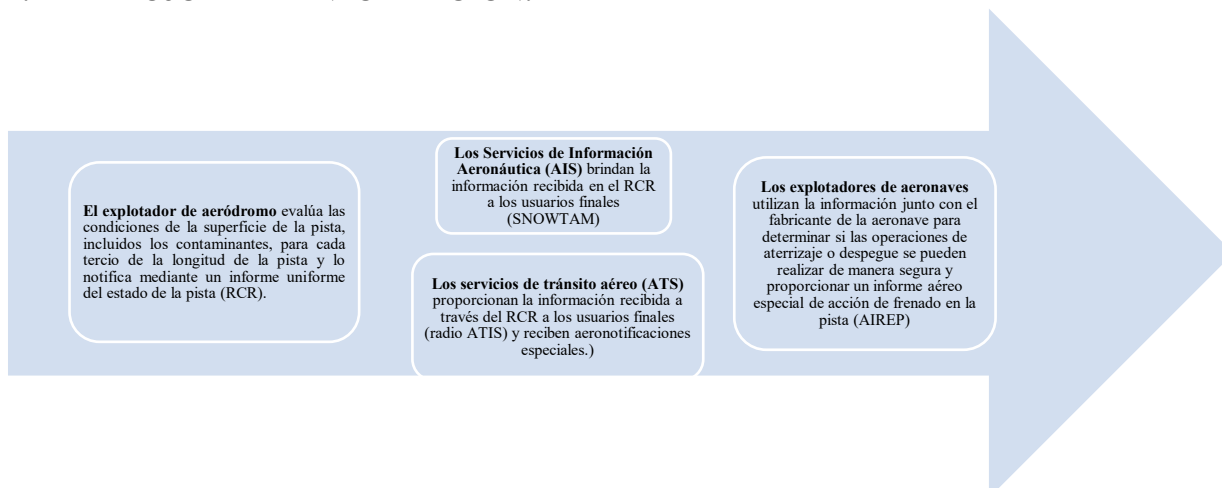 El explotador de aeródromo evalúa las
condiciones de la superficie de la pista,
incluidos los contaminantes, para cada
tercio de la longitud de la pista y lo
notifica mediante un informe uniforme
del estado de la pista (RCR).
Los Servicios de Información
Aeronáutica (AIS) brindan la
información recibida en el RCR
a los usuarios finales
(SNOWTAM)
Los servicios de tránsito aéreo (ATS)
proporcionan la información recibida a
través del RCR a los usuarios finales
(radio ATIS) y reciben aeronotificaciones
especiales.)
Los explotadores de aeronaves
utilizan la información junto con el
fabricante de la aeronave para
determinar si las operaciones de
aterrizaje o despegue se pueden
realizar de manera segura y
proporcionar un informe aéreo
especial de acción de frenado en la
pista (AIREP)